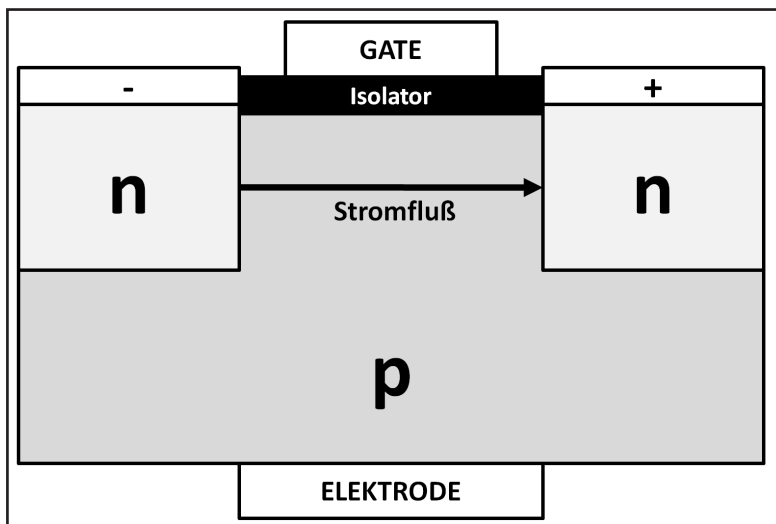 GATE
-
Isolator
+
n
n
Stromfluß
p
ELEKTRODE